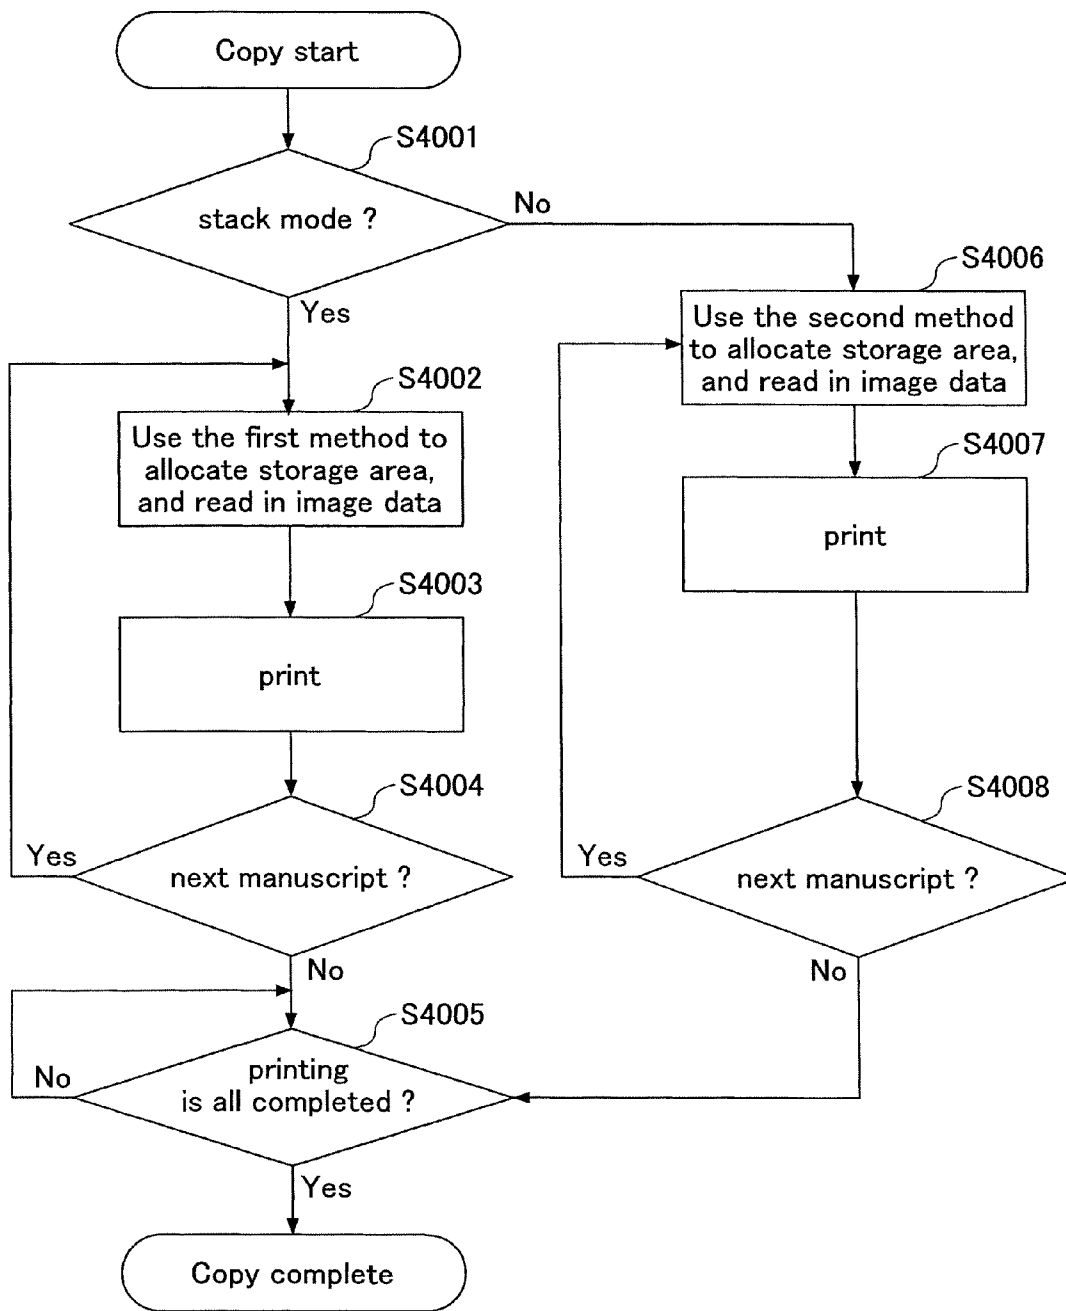 Copy start
S4001
stack mode ?
No
Yes
S4006
Use the second method
to allocate storage area,
and read in image data
S4002
Use the first method to
allocate storage area,
and read in image data
S4007
print
S4003
print
S4004
next manuscript ?
Yes
No
S4008
next manuscript ?
Yes
No
S4005
printing
is all completed ?
No
Yes
Copy complete